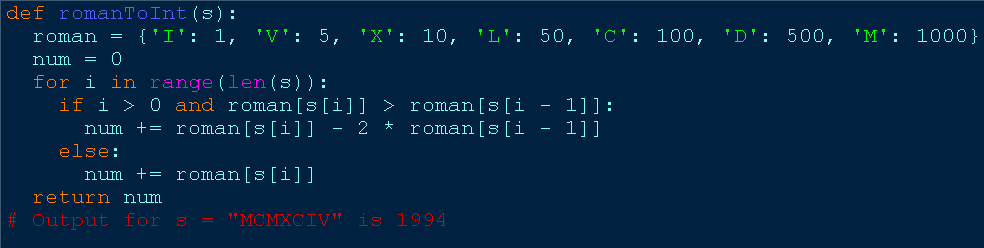 def romanToInt(s):
  roman = {'I': 1, 'V': 5, 'X': 10, 'L': 50, 'C': 100, 'D': 500, 'M': 1000}
  num = 0
  for i in range(len(s)):
    if i > 0 and roman[s[i]] > roman[s[i - 1]]:
      num += roman[s[i]] - 2 * roman[s[i - 1]]
    else:
      num += roman[s[i]]
  return num
# Output for s = "MCMXCIV" is 1994